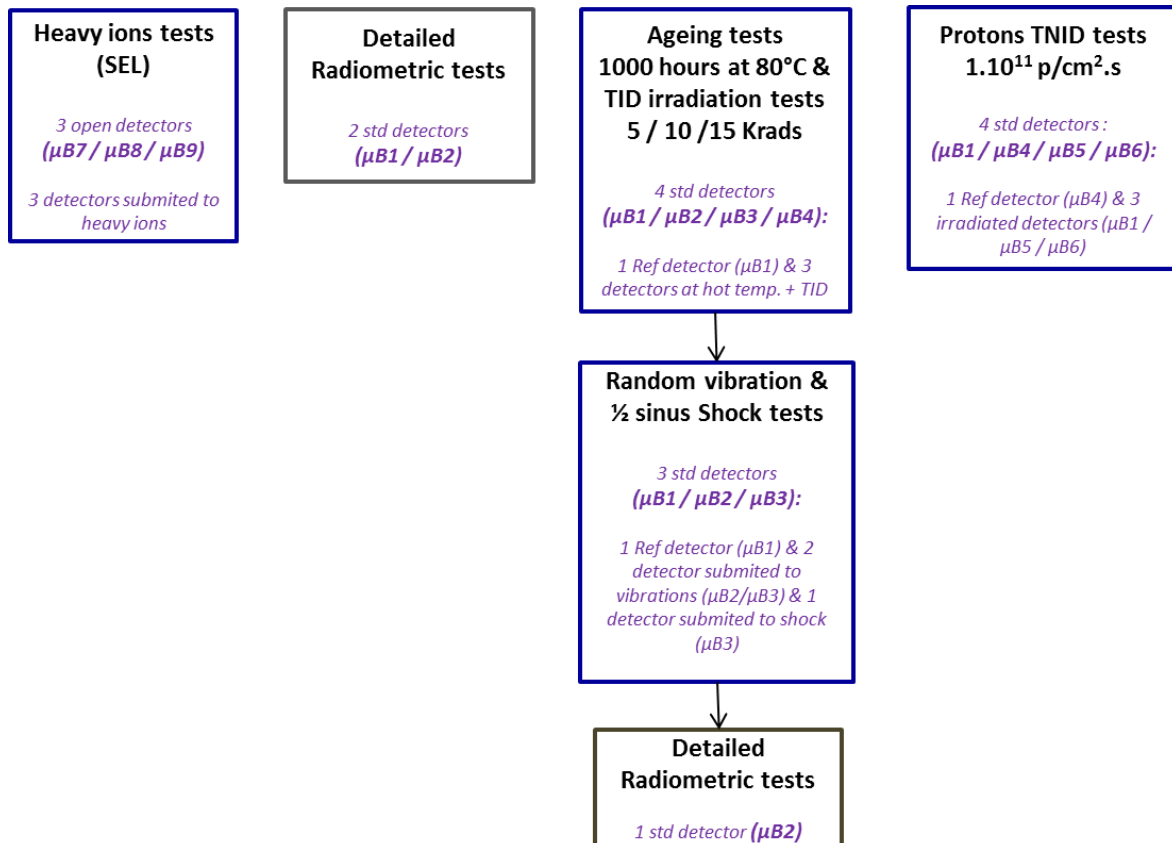 Heavy ions tests
(SEL)
3 open detectors
(µB7 / µB8 / µB9)
3 detectors submited to
heavy ions
Detailed
Radiometric tests
2 std detectors
(µB1 / µB2)
Ageing tests
1000 hours at 80°C &
TID irradiation tests
5 / 10 /15 Krads
4 std detectors
(µB1 / µB2 / µB3 / µB4):
1 Ref detector (µB1) & 3
detectors at hot temp. + TID
Protons TNID tests
1.10¹¹ p/cm².s
4 std detectors :
(µB1 / µB4 / µB5 / µB6):
1 Ref detector (µB4) & 3
irradiated detectors (µB1 /
µB5 / µB6)
Random vibration &
½ sinus Shock tests
3 std detectors
(µB1 / µB2 / µB3):
1 Ref detector (µB1) & 2
detector submited to
vibrations (µB2/µB3) & 1
detector submited to shock
(µB3)
Detailed
Radiometric tests
1 std detector (µB2)